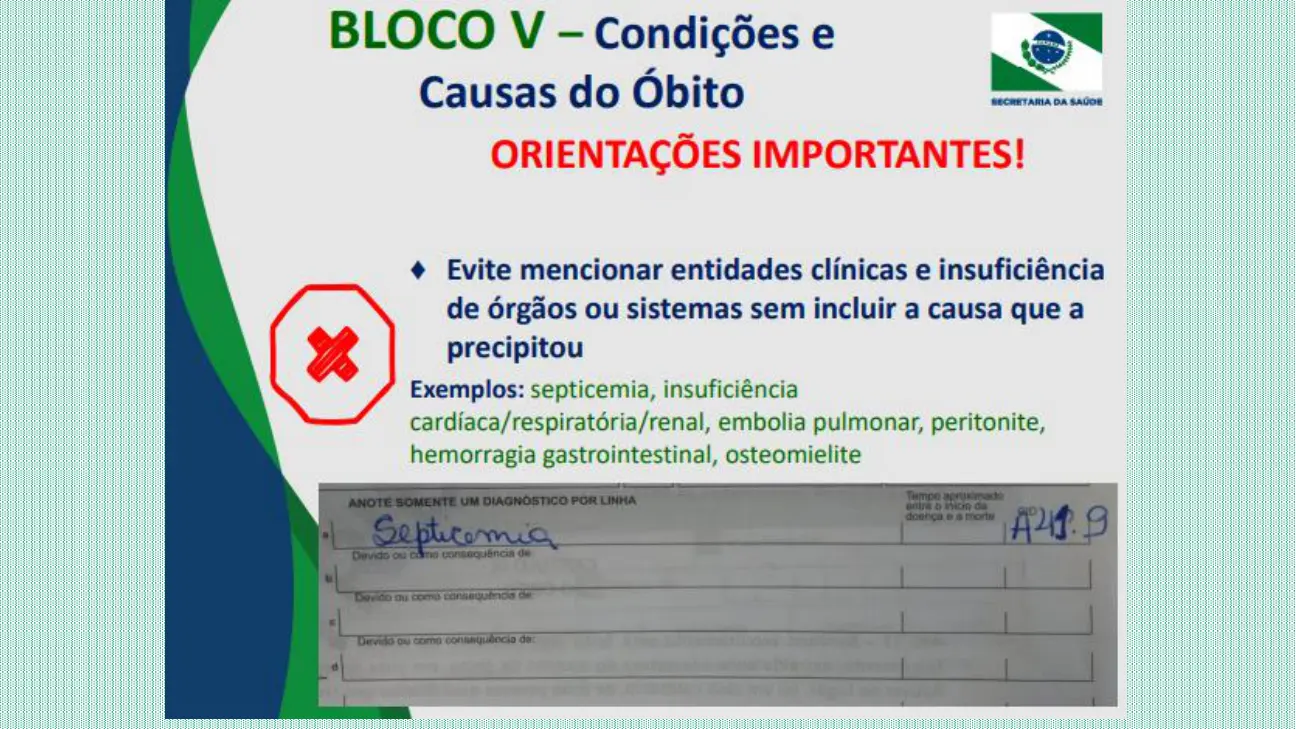 BLOCO V – Condições e
Causas do Óbito
SECRETARIA DA SAÚDE
ORIENTAÇÕES IMPORTANTES!
♦ Evite mencionar entidades clínicas e insuficiência
de órgãos ou sistemas sem incluir a causa que a
precipitou
Exemplos: septicemia, insuficiência
cardíaca/respiratória/renal, embolia pulmonar, peritonite,
hemorragia gastrointestinal, osteomielite
ANOTE SOMENTE UM DIAGNÓSTICO POR LINHA
Tempo aproximado
entre o início da
doença e a morte
CID
a Septicemia A41.9
Devido ou como consequência de:
b
Devido ou como consequência de:
c
Devido ou como consequência de:
d